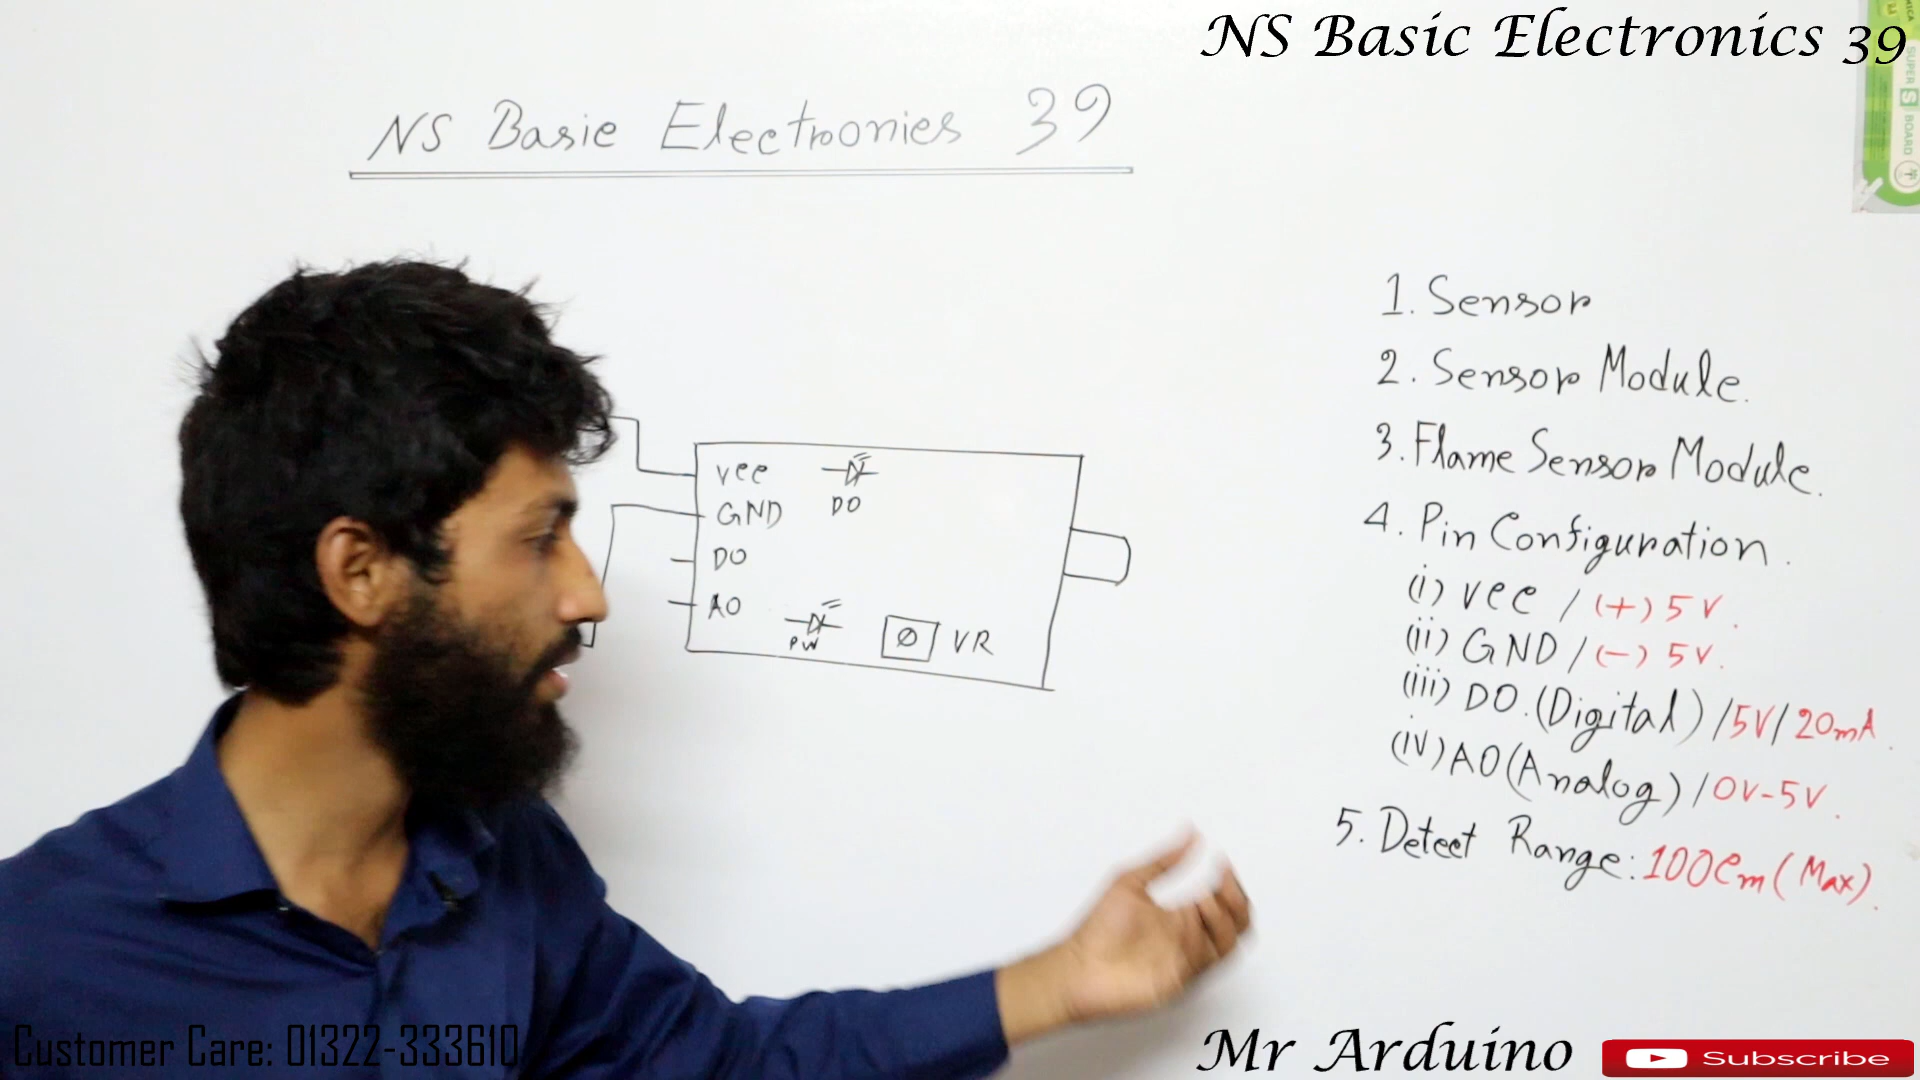 NS Basic Electronics 39
NS Basic Electronics 39
vcc
DO
GND
DO
AO
PW
VR
1. Sensor
2. Sensor Module.
3. Flame Sensor Module.
4. Pin Configuration.
(i) vcc / (+) 5V.
(ii) GND / (-) 5V.
(iii) DO. (Digital) / 5V / 20mA.
(iv) AO (Analog) / 0V-5V.
5. Detect Range: 100cm (Max).
SUPER S BOARD
Customer Care: 01322-333610
Mr Arduino
Subscribe